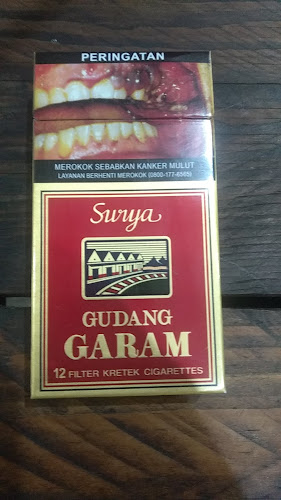 PERINGATAN
MEROKOK SEBABKAN KANKER MULUT
LAYANAN BERHENTI MEROKOK (0800-177-6565)
Surya
GUDANG
GARAM
12 FILTER KRETEK CIGARETTES